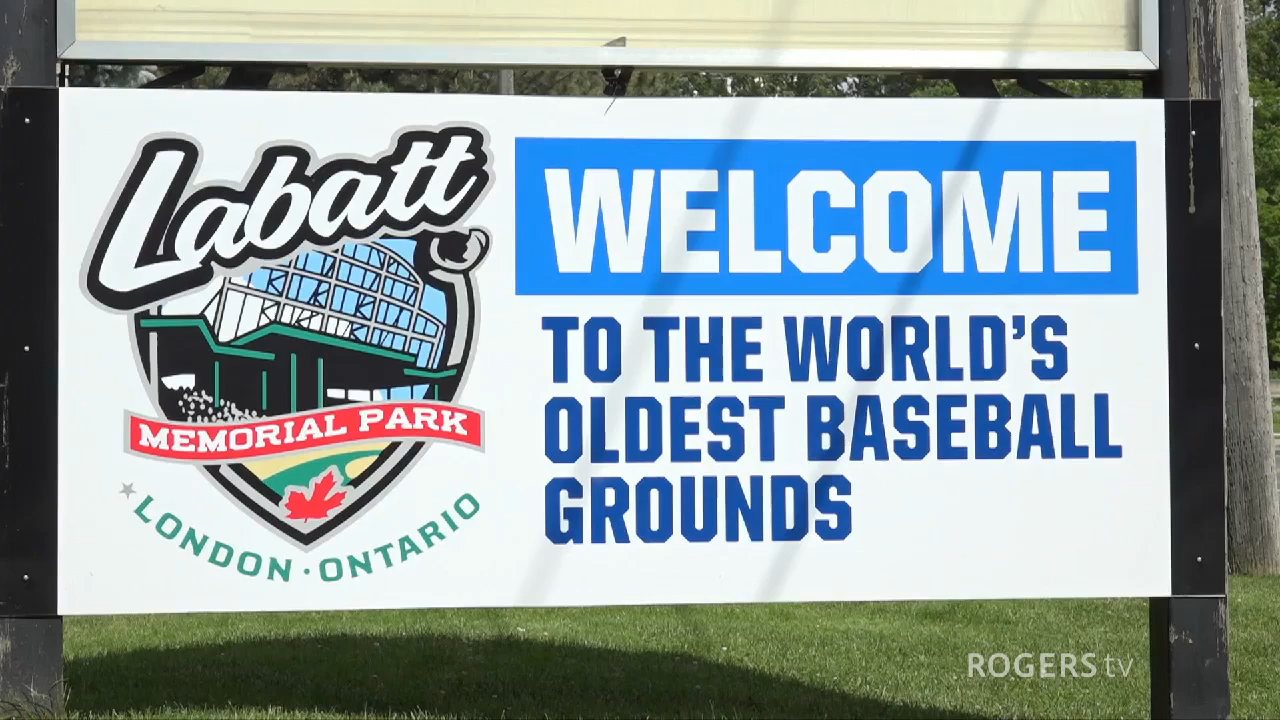 Labatt
MEMORIAL PARK
LONDON · ONTARIO
WELCOME
TO THE WORLD'S
OLDEST BASEBALL
GROUNDS
ROGERS tv